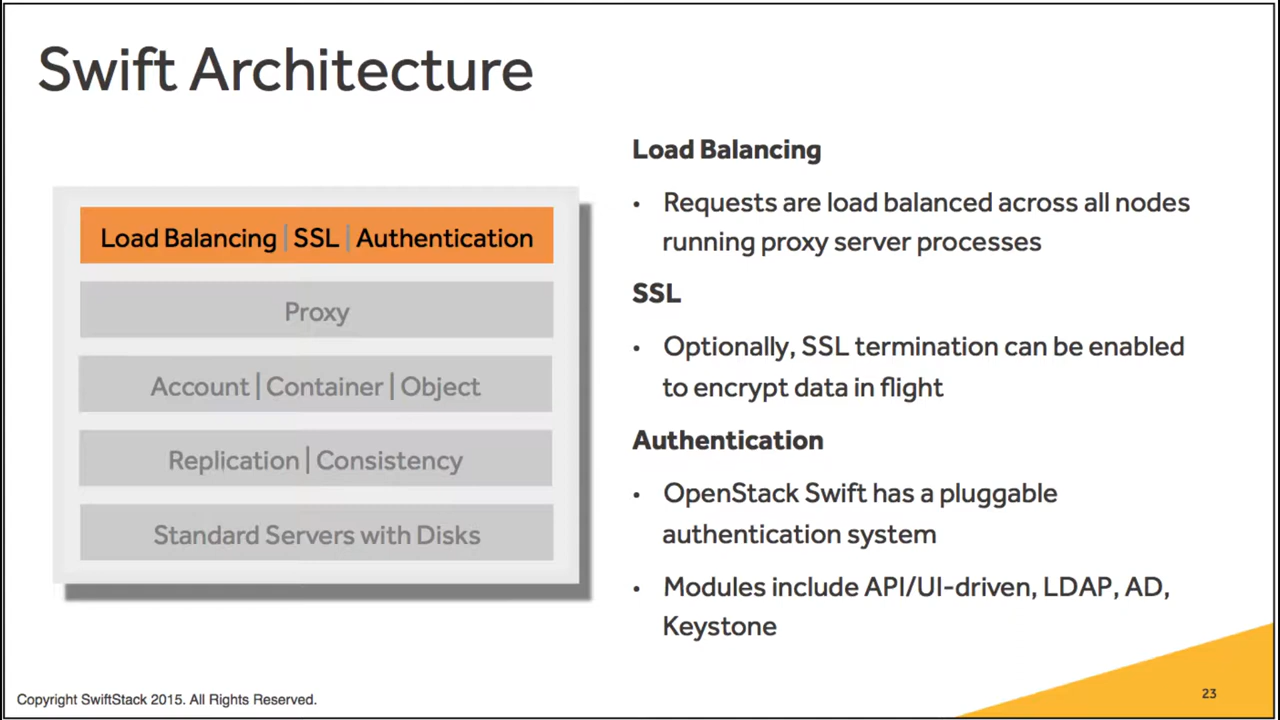 Swift Architecture
Load Balancing | SSL | Authentication
Proxy
Account | Container | Object
Replication | Consistency
Standard Servers with Disks
Load Balancing
• Requests are load balanced across all nodes
running proxy server processes
SSL
• Optionally, SSL termination can be enabled
to encrypt data in flight
Authentication
• OpenStack Swift has a pluggable
authentication system
• Modules include API/UI-driven, LDAP, AD,
Keystone
Copyright SwiftStack 2015. All Rights Reserved.
23